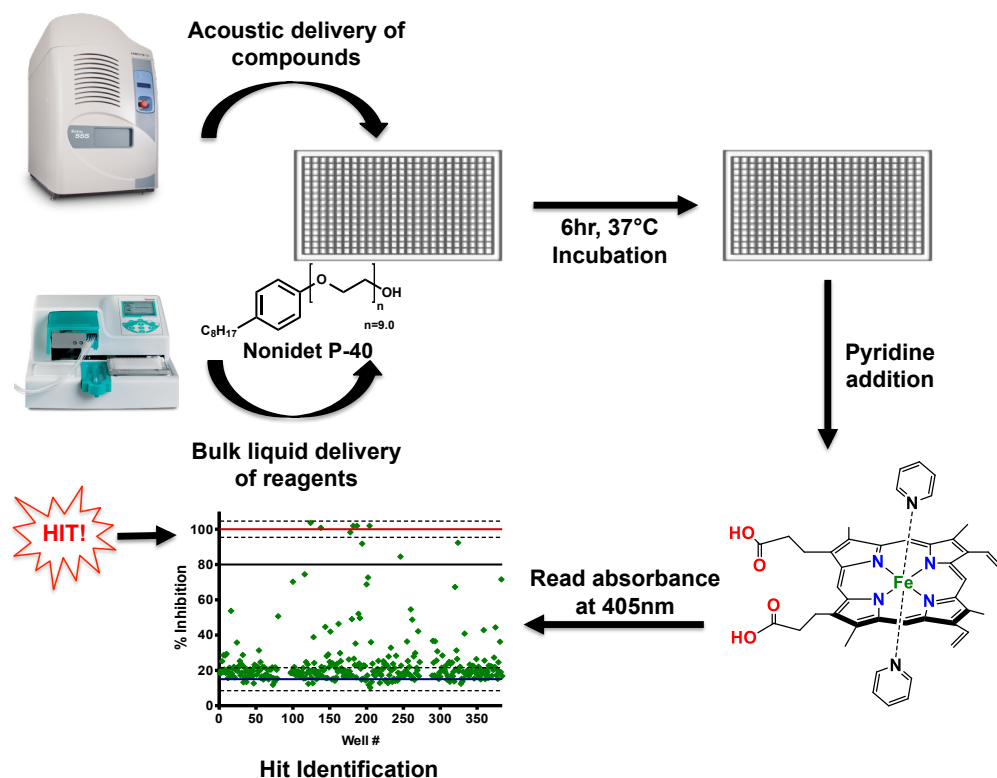 Acoustic delivery of
compounds
Echo
555
6hr, 37°C
Incubation
O
OH
n
n=9.0
C8H17
Nonidet P-40
Pyridine
addition
Bulk liquid delivery
of reagents
HIT!
% Inhibition
100
80
60
40
20
0
0
50
100
150
200
250
300
350
Well #
Hit Identification
Read absorbance
at 405nm
N
HO
O
N
N
Fe
N
N
O
HO
N